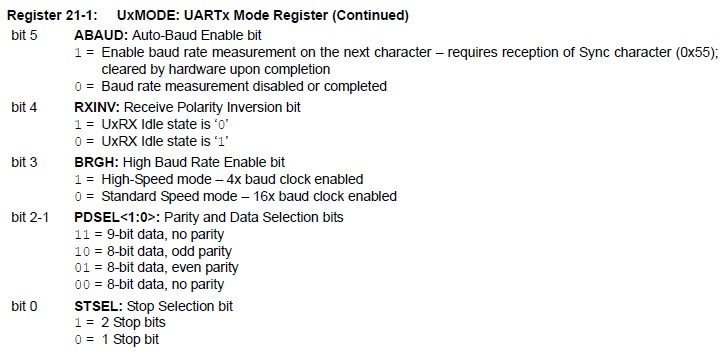 Register 21-1: UxMODE: UARTx Mode Register (Continued)
bit 5 ABAUD: Auto-Baud Enable bit
1 = Enable baud rate measurement on the next character – requires reception of Sync character (0x55);
cleared by hardware upon completion
0 = Baud rate measurement disabled or completed
bit 4 RXINV: Receive Polarity Inversion bit
1 = UxRX Idle state is ‘0’
0 = UxRX Idle state is ‘1’
bit 3 BRGH: High Baud Rate Enable bit
1 = High-Speed mode – 4x baud clock enabled
0 = Standard Speed mode – 16x baud clock enabled
bit 2-1 PDSEL<1:0>: Parity and Data Selection bits
11 = 9-bit data, no parity
10 = 8-bit data, odd parity
01 = 8-bit data, even parity
00 = 8-bit data, no parity
bit 0 STSEL: Stop Selection bit
1 = 2 Stop bits
0 = 1 Stop bit